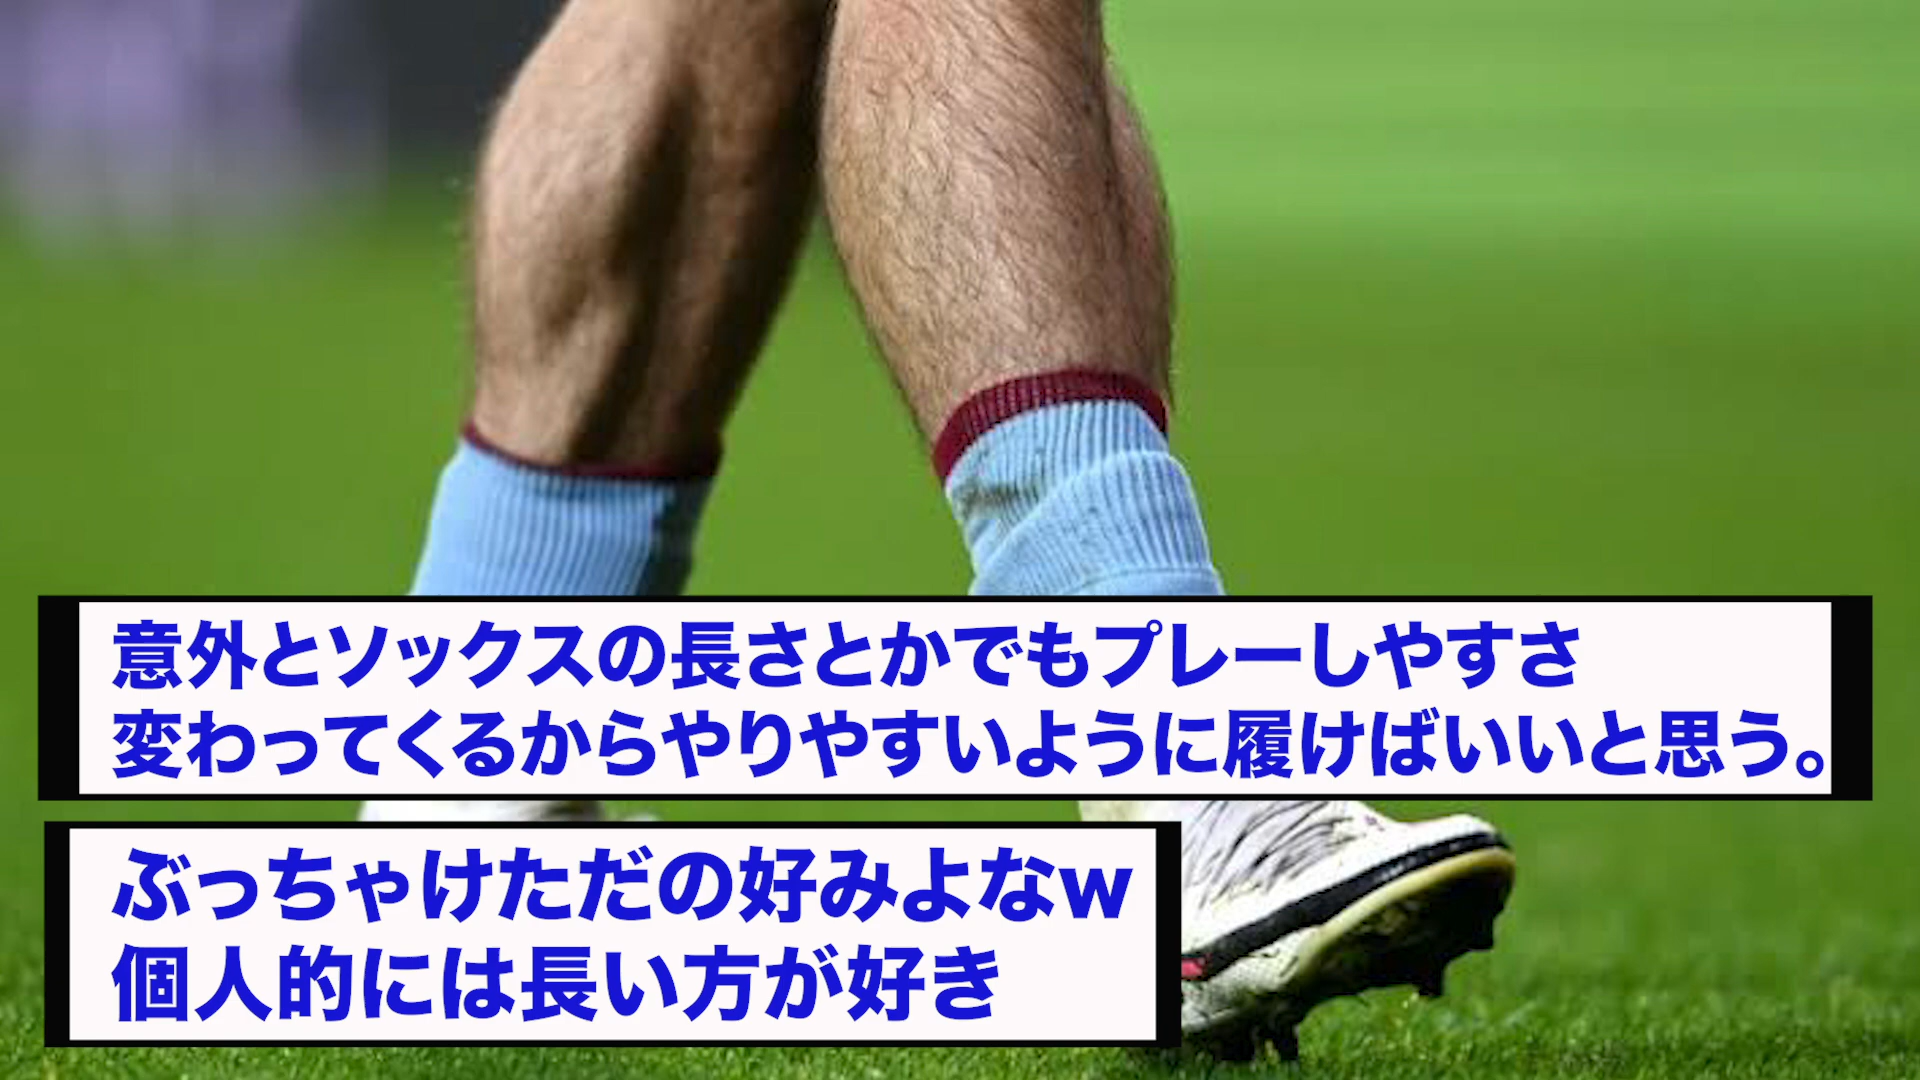 意外とソックスの長さとかでもプレーしやすさ
変わってくるからやりやすいように履けばいいと思う。
ぶっちゃけただの好みよなw
個人的には長い方が好き